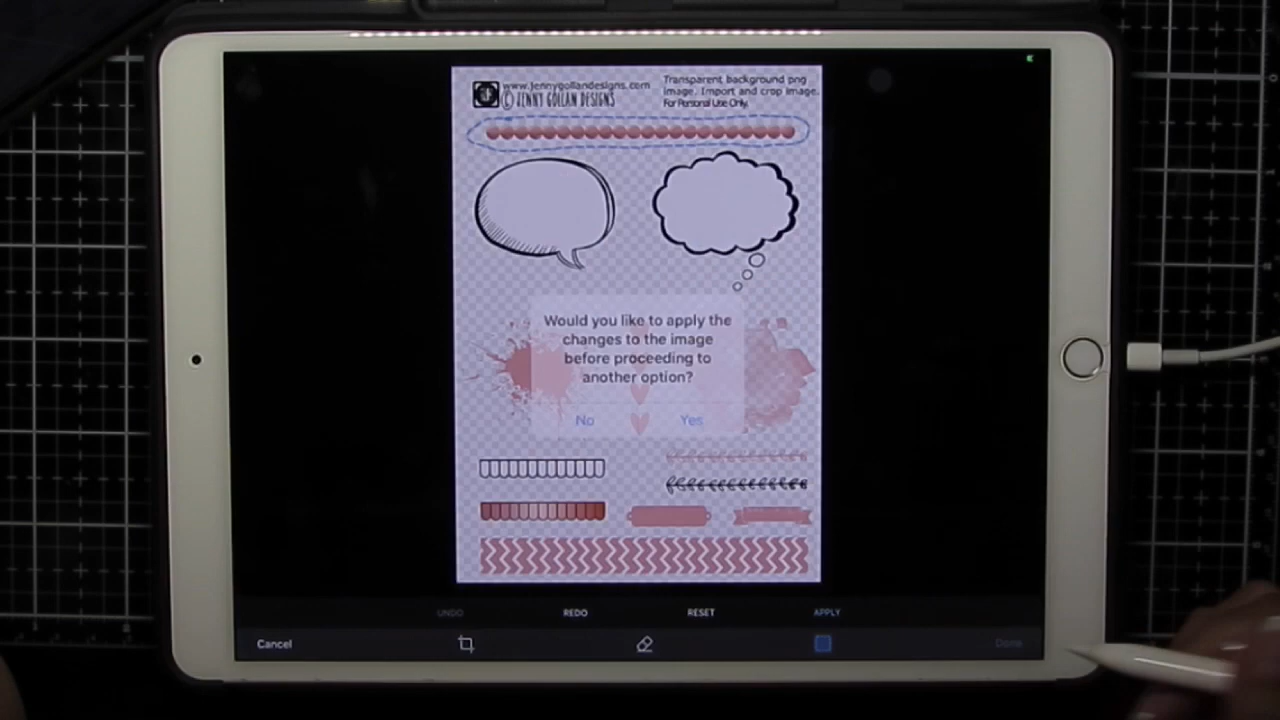 www.jennygollandesigns.com
© JENNY GOLLAN DESIGNS
Transparent background png
image. Import and crop image.
For Personal Use Only.
Would you like to apply the
changes to the image
before proceeding to
another option?
No
Yes
UNDO
REDO
RESET
APPLY
Cancel
Done